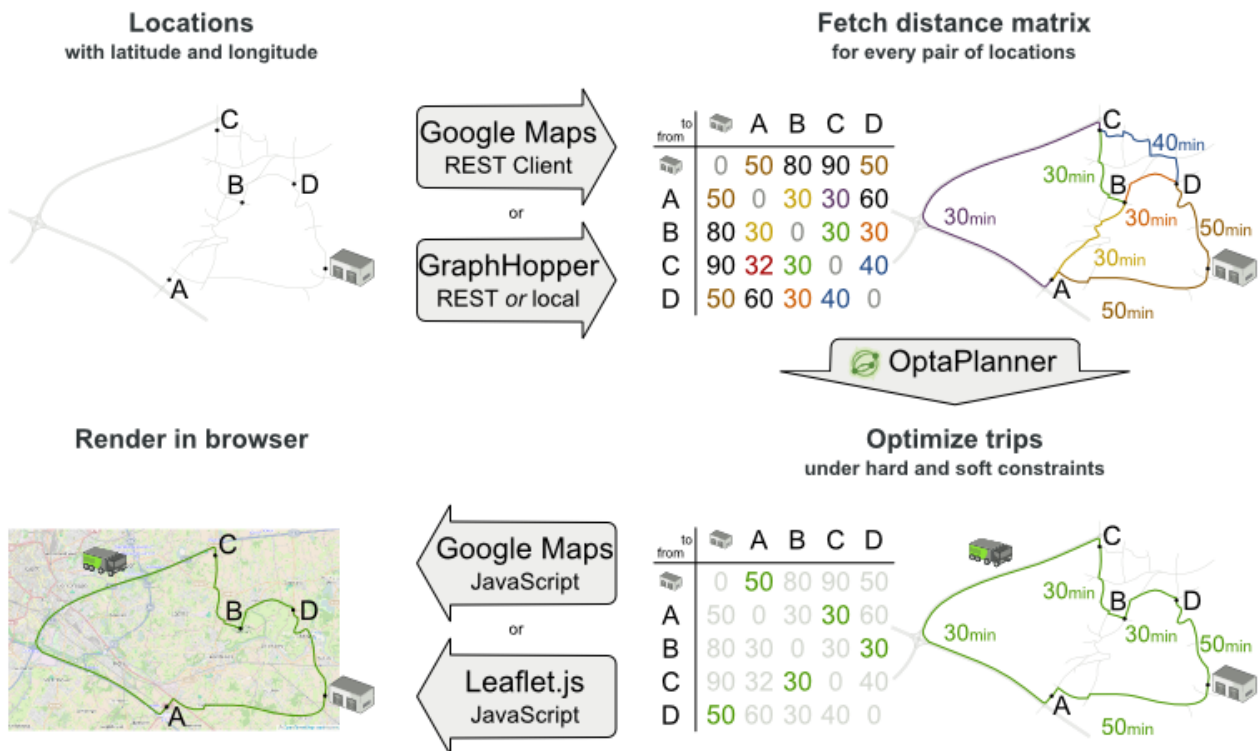 Locations
with latitude and longitude
C
B
D
A
Google Maps
REST Client
or
GraphHopper
REST or local
Fetch distance matrix
for every pair of locations
to
from
A B C D
0 50 80 90 50
A 50 0 30 30 60
B 80 30 0 30 30
C 90 32 30 0 40
D 50 60 30 40 0
C
40min
30min
D
B
30min
30min
50min
30min
A
50min
OptaPlanner
Render in browser
C
B
D
A
Google Maps
JavaScript
or
Leaflet.js
JavaScript
Optimize trips
under hard and soft constraints
to
from
A B C D
0 50 80 90 50
A 50 0 30 30 60
B 80 30 0 30 30
C 90 32 30 0 40
D 50 60 30 40 0
C
30min
D
B
30min
30min
50min
A
50min